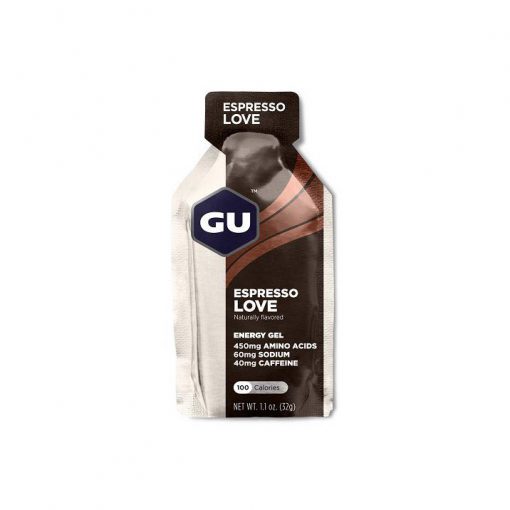 ESPRESSO
LOVE
™
GU
ESPRESSO
LOVE
Naturally flavored
ENERGY GEL
450mg AMINO ACIDS
60mg SODIUM
40mg CAFFEINE
100 Calories
NET WT. 1.1 oz. (32g)